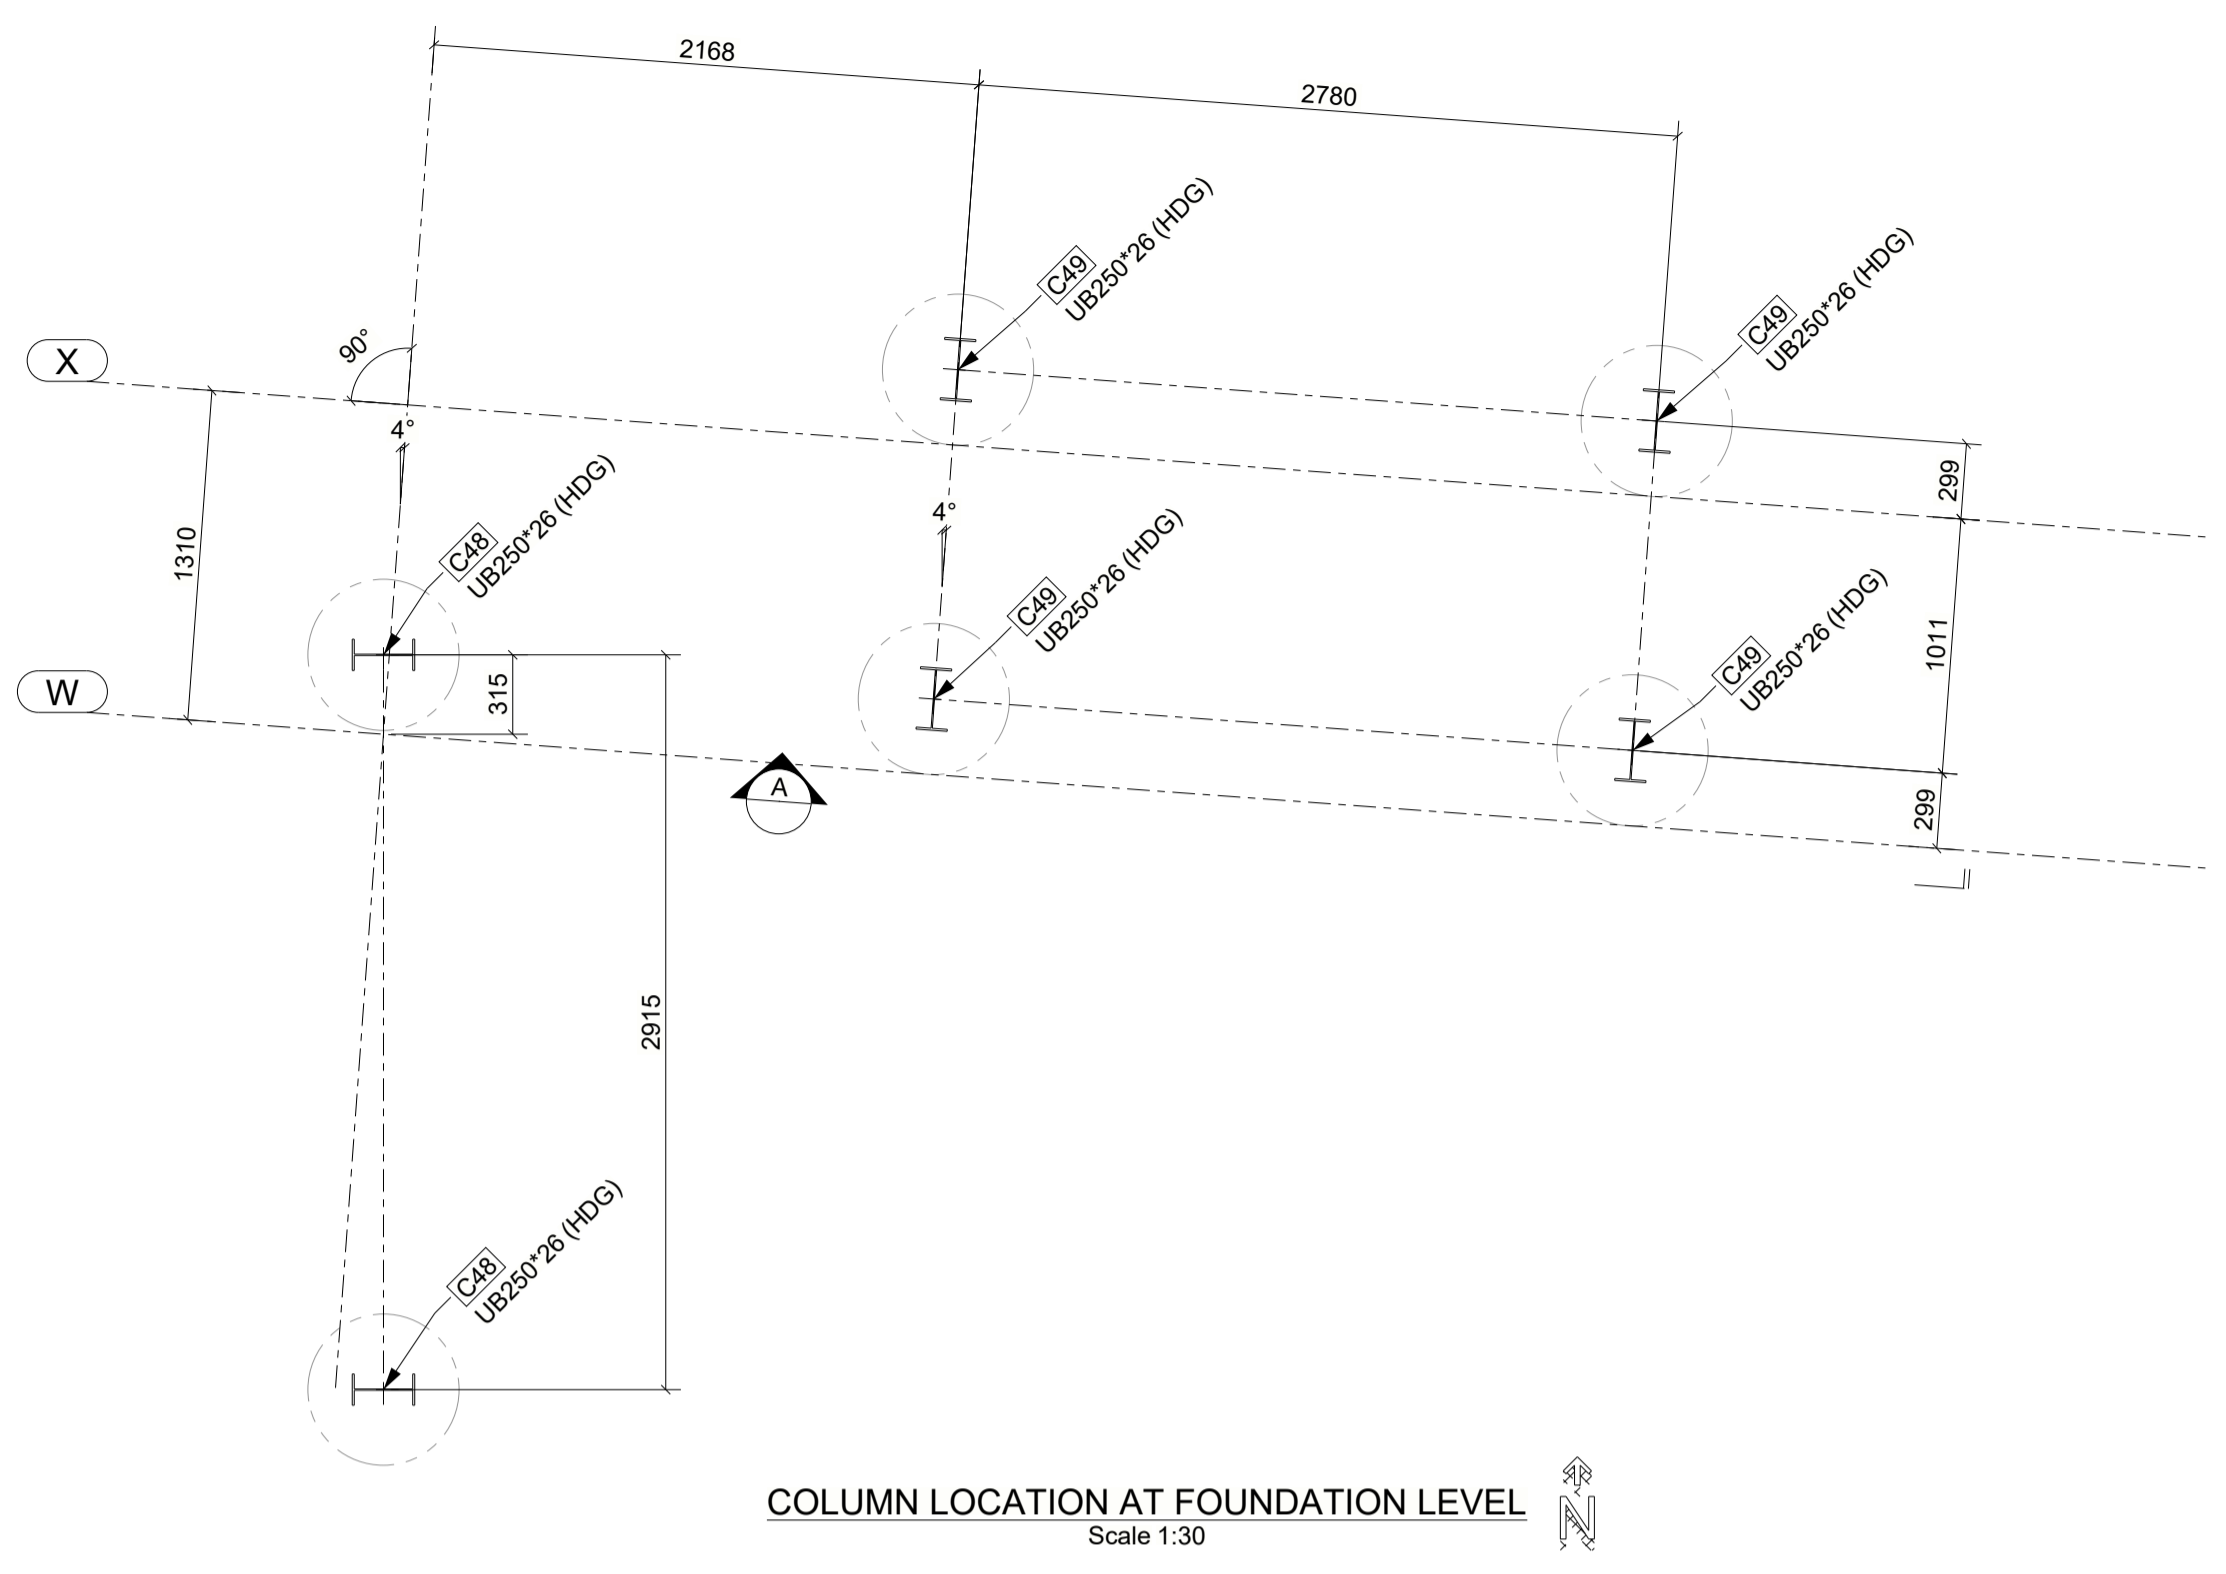 2168
2780
C49
UB250*26 (HDG)
C49
UB250*26 (HDG)
90°
X
4°
299
1310
C48
UB250*26 (HDG)
4°
C49
UB250*26 (HDG)
1011
C49
UB250*26 (HDG)
W
315
A
299
2915
C48
UB250*26 (HDG)
COLUMN LOCATION AT FOUNDATION LEVEL
Scale 1:30
N